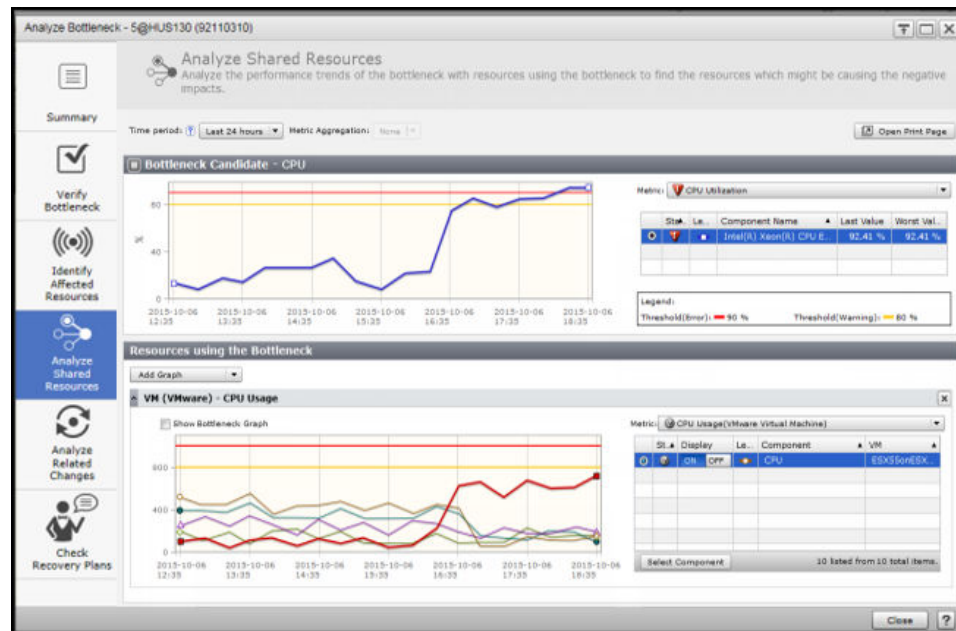 Analyze Bottleneck - 5@HUS130 (92110310)
Summary
Verify
Bottleneck
Identify
Affected
Resources
Analyze
Shared
Resources
Analyze
Related
Changes
Check
Recovery Plans
Analyze Shared Resources
Analyze the performance trends of the bottleneck with resources using the bottleneck to find the resources which might be causing the negative
impacts.
Time period: ? Last 24 hours Metric Aggregation: None
Open Print Page
Bottleneck Candidate - CPU
80
%
40
0
2015-10-06 2015-10-06 2015-10-06 2015-10-06 2015-10-06 2015-10-06 2015-10-06
12:35 13:35 14:35 15:35 16:35 17:35 18:35
Metric: CPU Utilization
Le.. Component Name Last Value Worst Val..
Intel(R) Xeon(R) CPU E.. 92.41 % 92.41 %
Legend:
Threshold(Error): 90 % Threshold(Warning): 80 %
Resources using the Bottleneck
Add Graph
VM (VMware) - CPU Usage
Show Bottleneck Graph
800
400
0
2015-10-06 2015-10-06 2015-10-06 2015-10-06 2015-10-06 2015-10-06 2015-10-06
12:35 13:35 14:35 15:35 16:35 17:35 18:35
Metric: CPU Usage(VMware Virtual Machine)
St. Display Le.. Component VM
ON OFF CPU ESX55onESX..
Select Component 10 listed from 10 total items.
Close ?